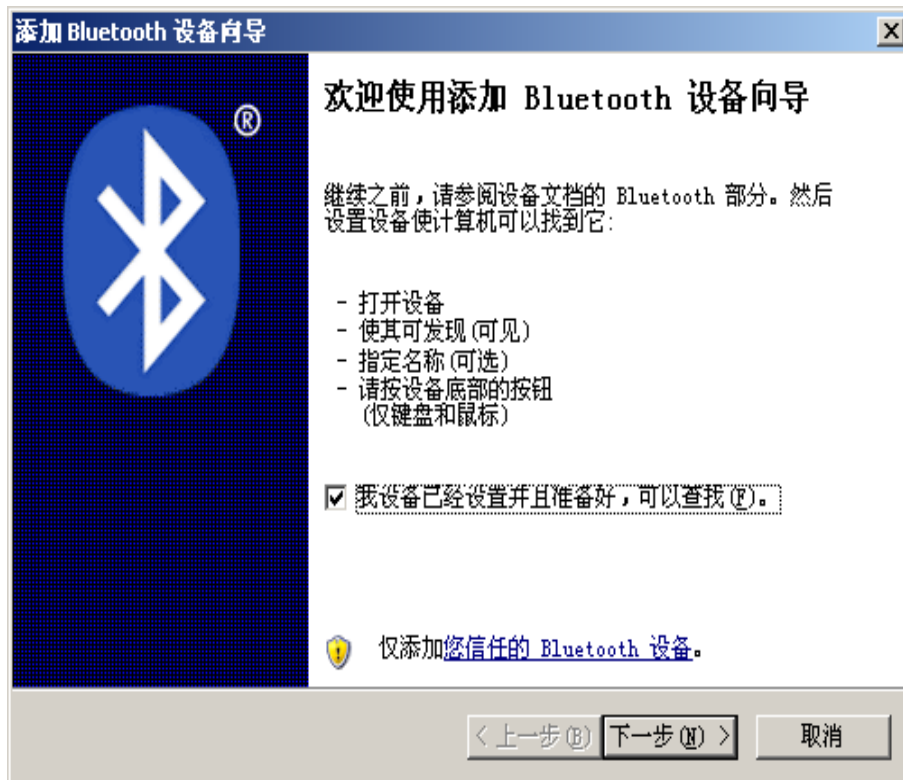 添加 Bluetooth 设备向导
®
欢迎使用添加 Bluetooth 设备向导
继续之前，请参阅设备文档的 Bluetooth 部分。然后
设置设备使计算机可以找到它:
- 打开设备
- 使其可发现(可见)
- 指定名称(可选)
- 请按设备底部的按钮
(仅键盘和鼠标)
我设备已经设置并且准备好，可以查找(F)。
仅添加您信任的 Bluetooth 设备。
< 上一步(B) 下一步(N) > 取消